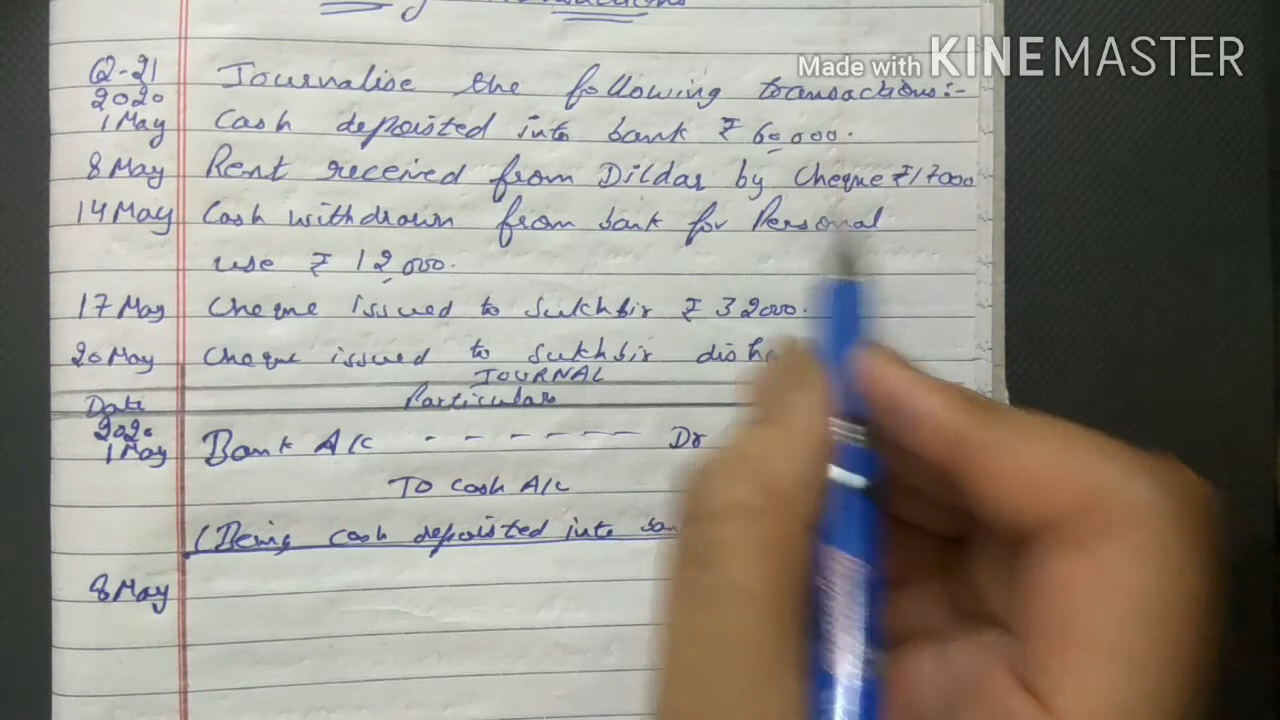 Made with KINEMASTER
Q-21 Journalise the following transactions:-
2020
1 May Cash depoisted into bank ₹ 60,000.
8 May Rent received from Dildar by Cheque ₹17000
14 May Cash withdrawn from bank for Personal
use ₹ 12,000.
17 May Cheque issued to Sukhbir ₹ 32000.
20 May Cheque issued to Sukhbir
JOURNAL
Date Particulars
2020
1 May Bank A/c - - - - - - Dr
To Cash A/c
(Being cash depoisted into
8 May